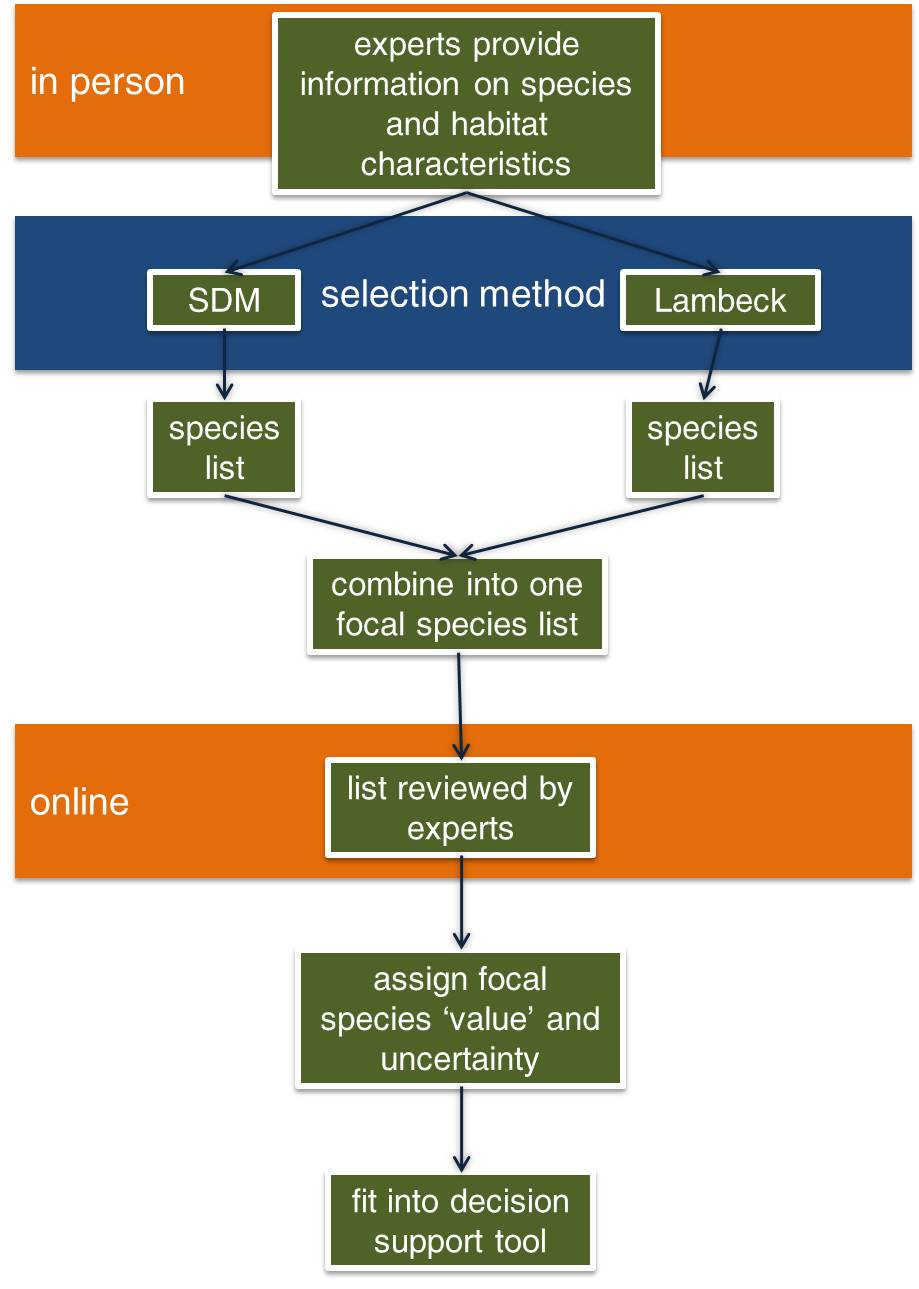 in person
experts provide
information on species
and habitat
characteristics
SDM
selection method
Lambeck
species
list
species
list
combine into one
focal species list
online
list reviewed by
experts
assign focal
species ‘value’ and
uncertainty
fit into decision
support tool